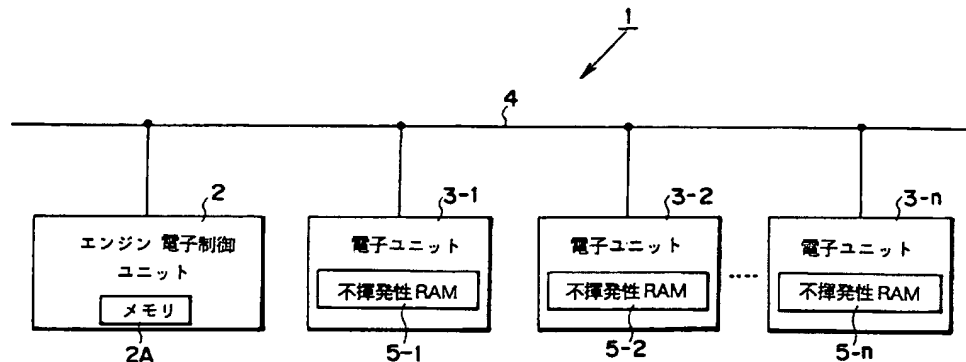 1
4
2
エンジン電子制御
ユニット
メモリ
2A
3-1
電子ユニット
不揮発性RAM
5-1
3-2
電子ユニット
不揮発性RAM
5-2
3-n
電子ユニット
不揮発性RAM
5-n